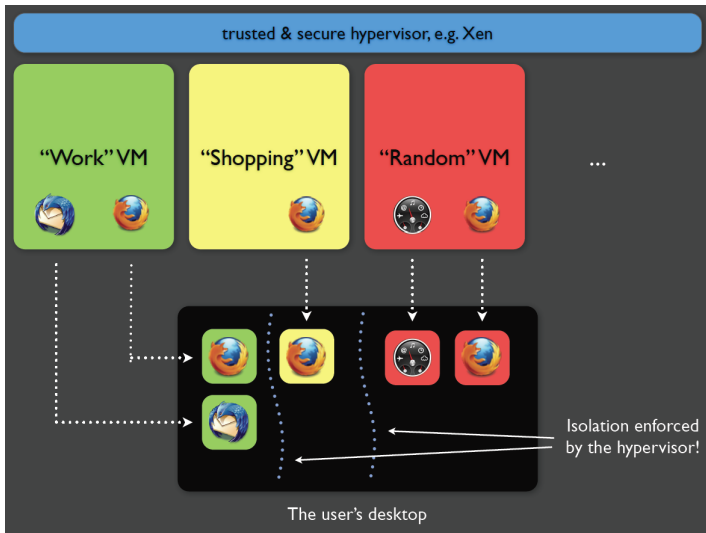 trusted & secure hypervisor, e.g. Xen
“Work” VM
“Shopping” VM
“Random” VM
...
Isolation enforced
by the hypervisor!
The user’s desktop